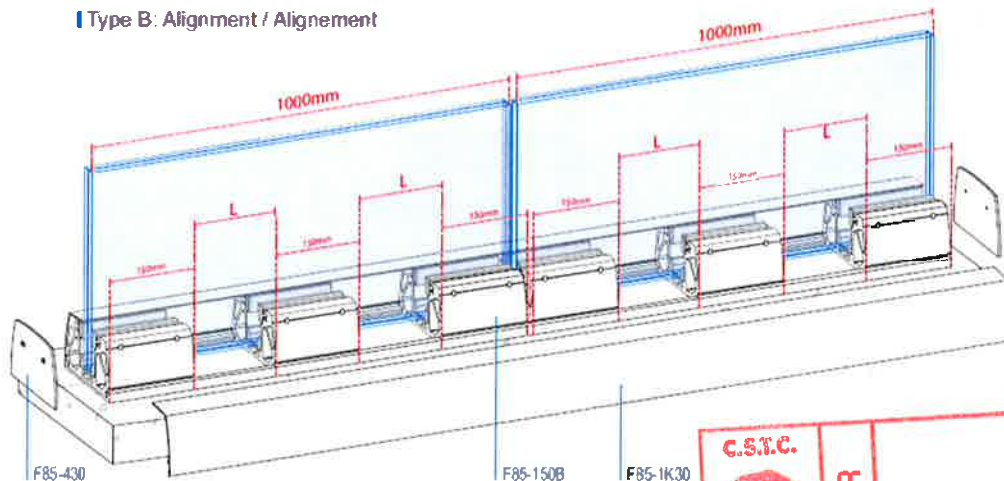 Type B: Alignment / Alignement
1000mm
1000mm
L
L
L
L
150mm
150mm
150mm
150mm
150mm
150mm
F85-430
F85-150B
F85-1K30
C.S.T.C.